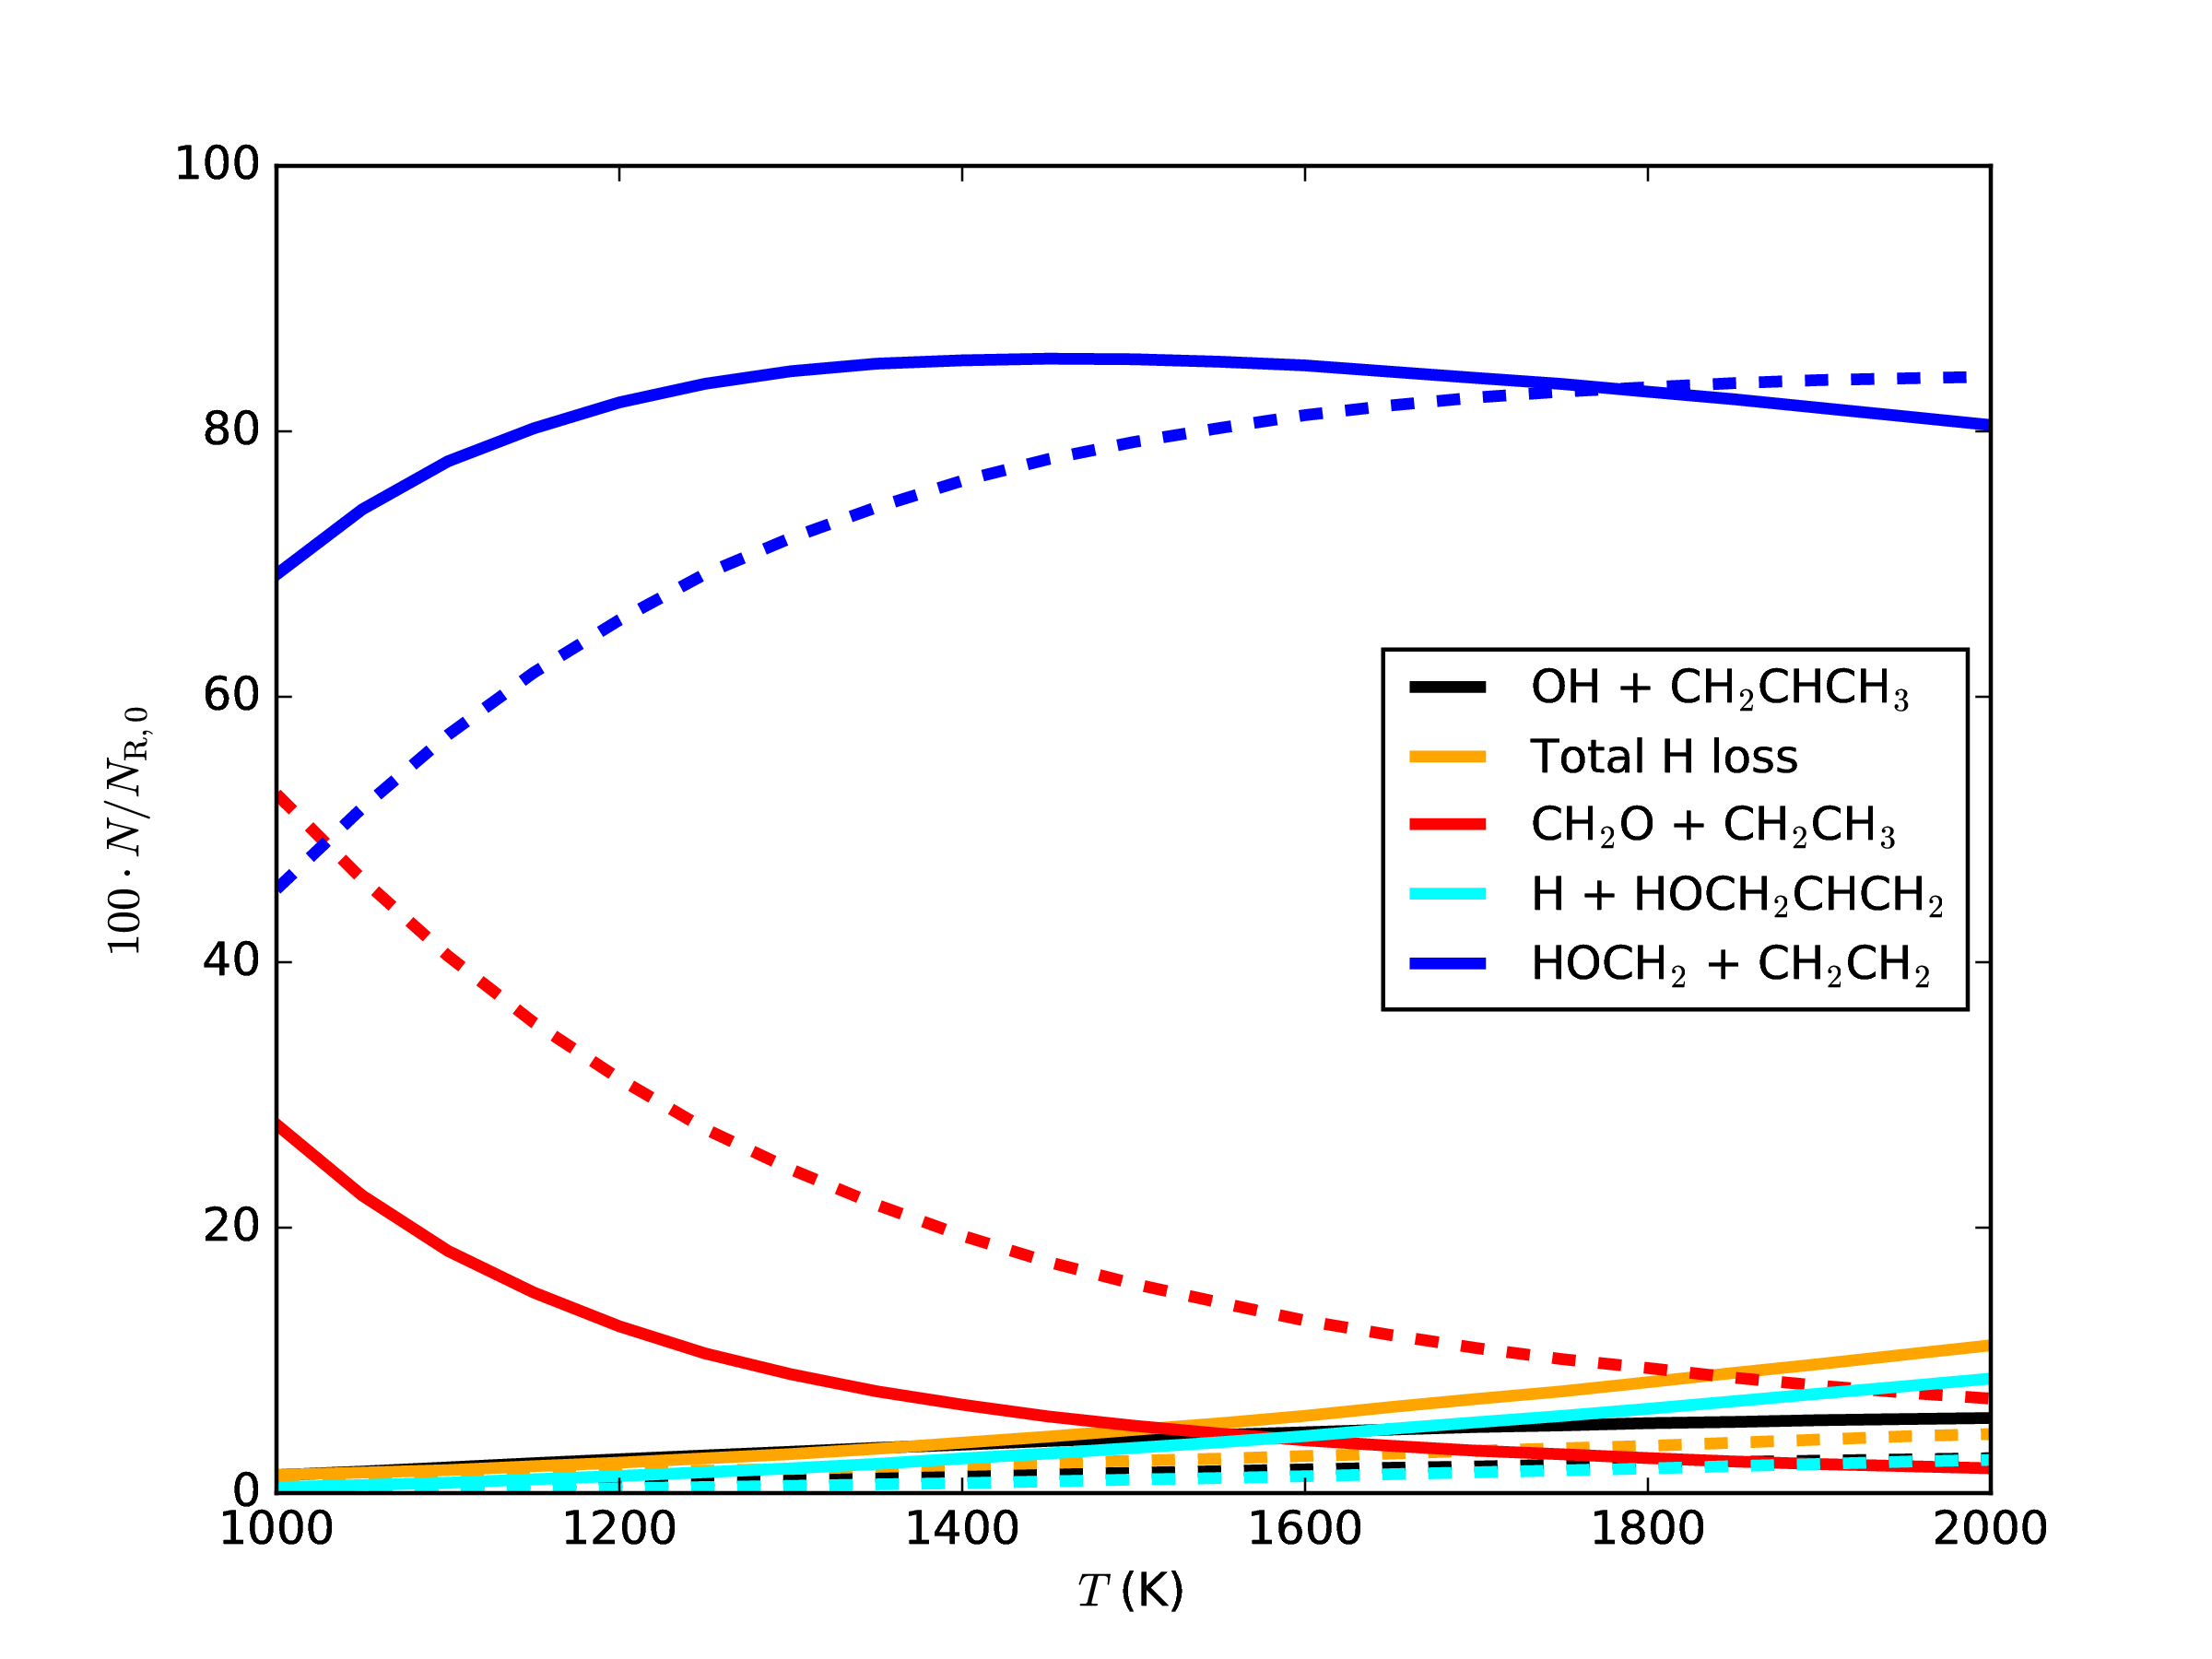 100
80
60
40
20
0
100 · N/N_R,0
1000 1200 1400 1600 1800 2000
T (K)
OH + CH₂CHCH₃
Total H loss
CH₂O + CH₂CH₃
H + HOCH₂CHCH₂
HOCH₂ + CH₂CH₂